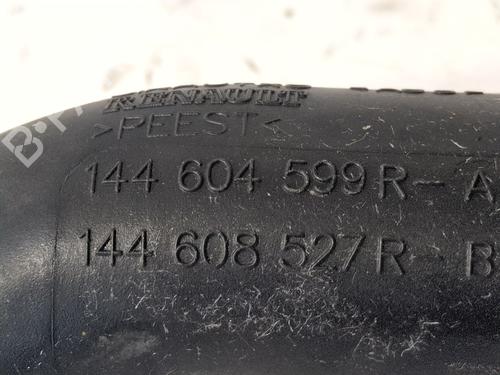 RENAULT
>PEEST<
144 604 599 R - A
144 608 527 R - B